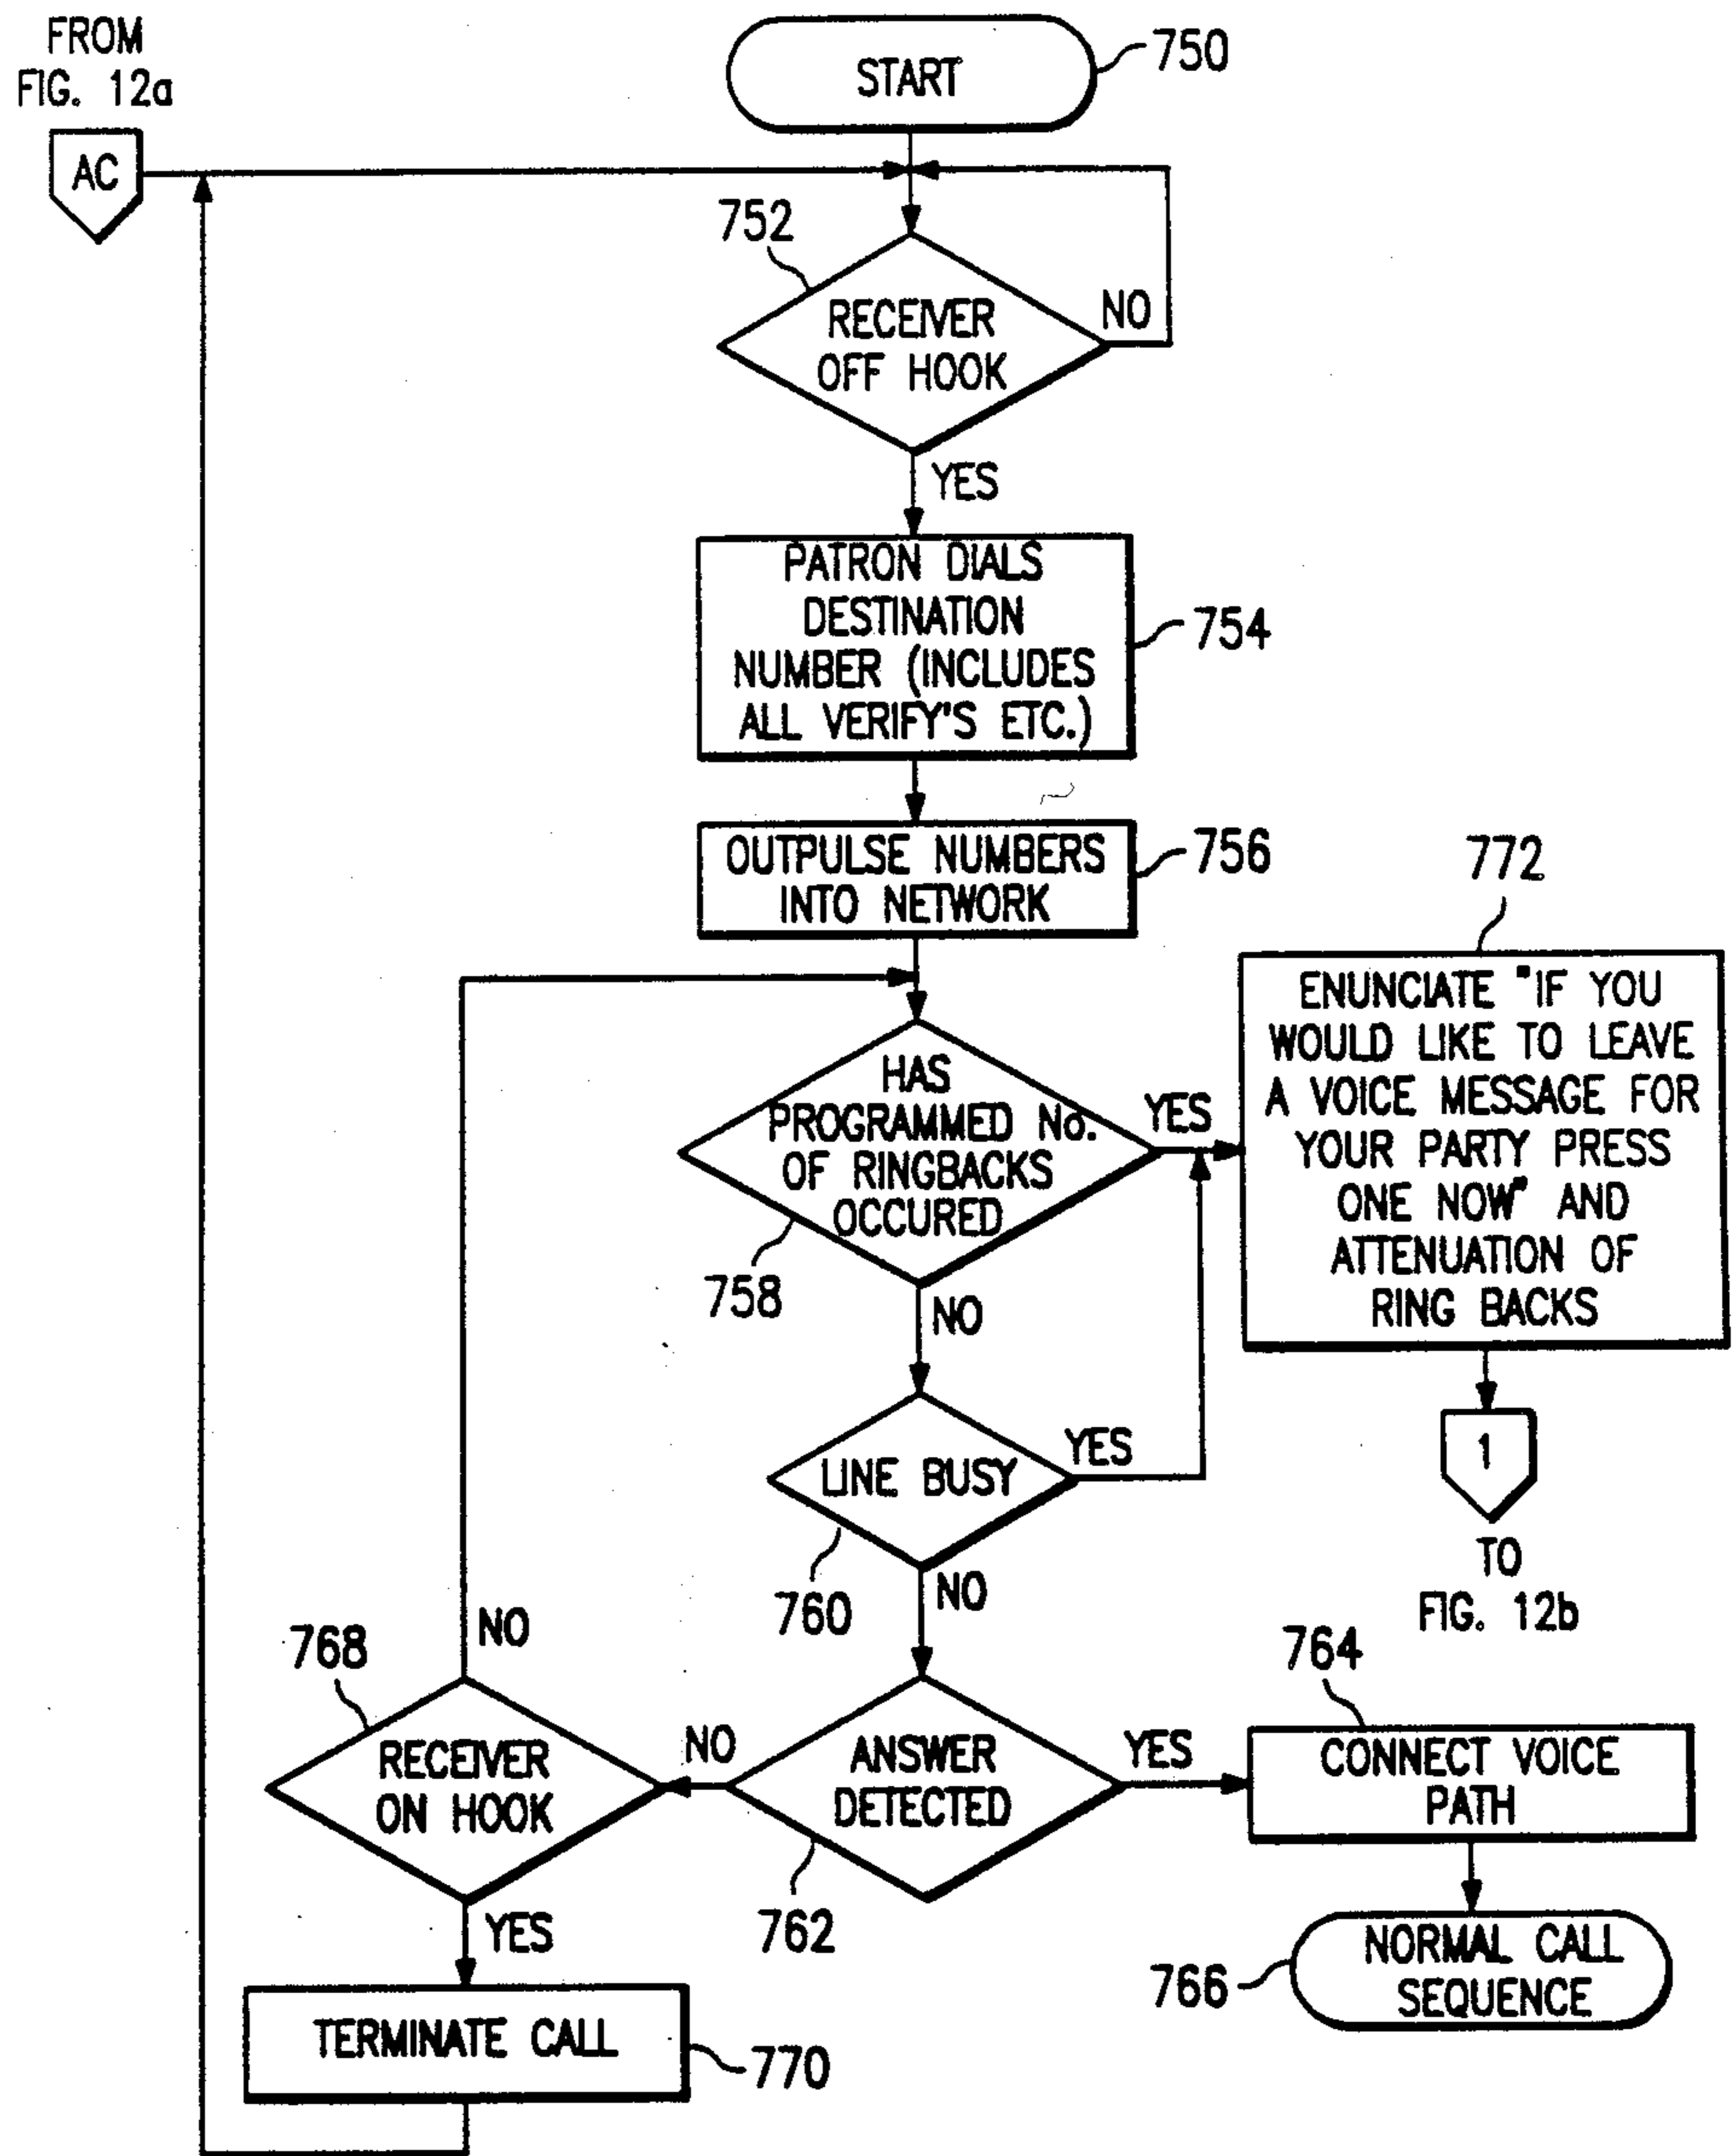 FROM
FIG. 12a
AC
START
750
752
RECEIVER
OFF HOOK
NO
YES
PATRON DIALS
DESTINATION
NUMBER (INCLUDES
ALL VERIFY'S ETC.)
754
OUTPULSE NUMBERS
INTO NETWORK
756
772
ENUNCIATE "IF YOU
WOULD LIKE TO LEAVE
A VOICE MESSAGE FOR
YOUR PARTY PRESS
ONE NOW" AND
ATTENUATION OF
RING BACKS
HAS
PROGRAMMED No.
OF RINGBACKS
OCCURED
YES
758
NO
LINE BUSY
YES
760
NO
1
TO
FIG. 12b
768
NO
RECEIVER
ON HOOK
NO
ANSWER
DETECTED
YES
762
764
CONNECT VOICE
PATH
YES
TERMINATE CALL
770
NORMAL CALL
SEQUENCE
766